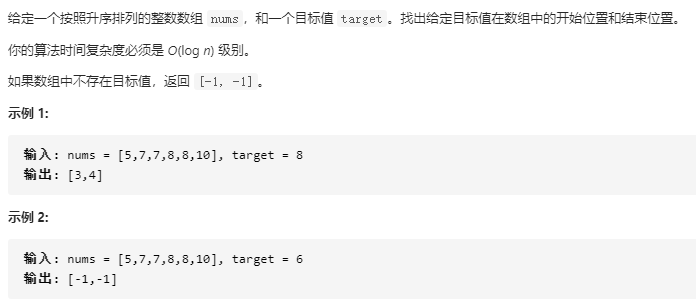 给定一个按照升序排列的整数数组 nums，和一个目标值 target。找出给定目标值在数组中的开始位置和结束位置。
你的算法时间复杂度必须是 O(log n) 级别。
如果数组中不存在目标值，返回 [-1, -1]。
示例 1:
输入: nums = [5,7,7,8,8,10], target = 8
输出: [3,4]
示例 2:
输入: nums = [5,7,7,8,8,10], target = 6
输出: [-1,-1]